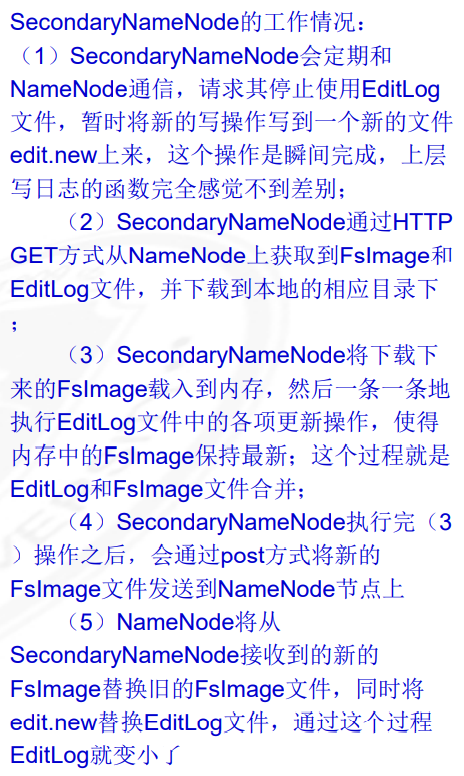 SecondaryNameNode的工作情况：
（1）SecondaryNameNode会定期和
NameNode通信，请求其停止使用EditLog
文件，暂时将新的写操作写到一个新的文件
edit.new上来，这个操作是瞬间完成，上层
写日志的函数完全感觉不到差别；
（2）SecondaryNameNode通过HTTP
GET方式从NameNode上获取到FsImage和
EditLog文件，并下载到本地的相应目录下
；
（3）SecondaryNameNode将下载下
来的FsImage载入到内存，然后一条一条地
执行EditLog文件中的各项更新操作，使得
内存中的FsImage保持最新；这个过程就是
EditLog和FsImage文件合并；
（4）SecondaryNameNode执行完（3
）操作之后，会通过post方式将新的
FsImage文件发送到NameNode节点上
（5）NameNode将从
SecondaryNameNode接收到的新的
FsImage替换旧的FsImage文件，同时将
edit.new替换EditLog文件，通过这个过程
EditLog就变小了